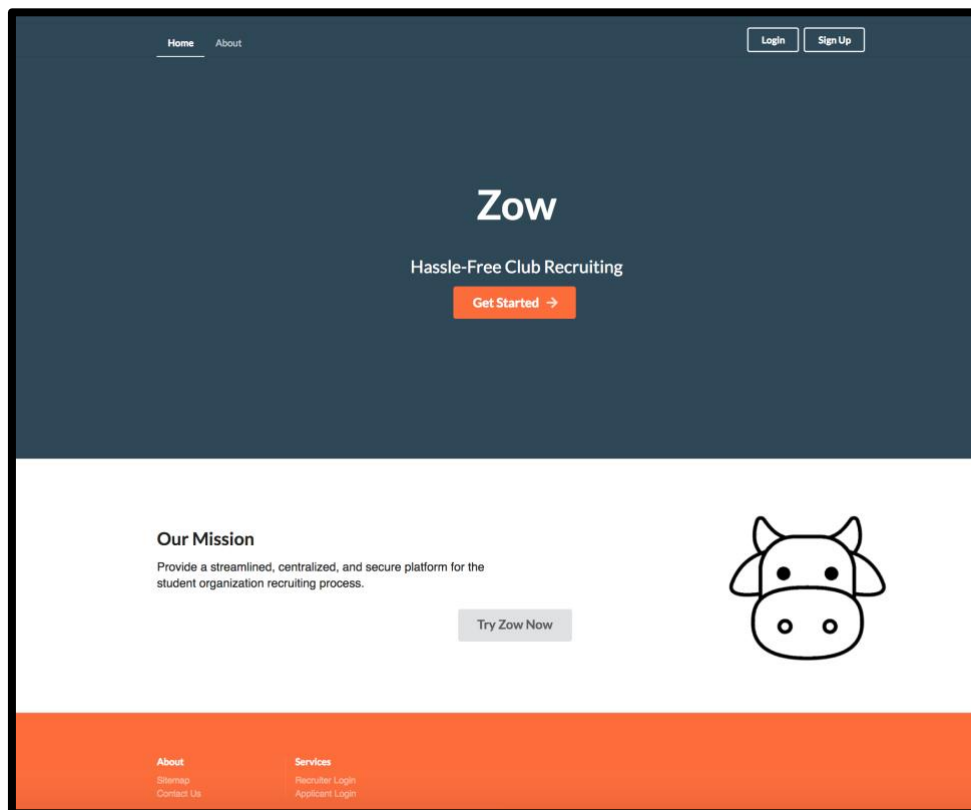 Home About Login Sign Up
Zow
Hassle-Free Club Recruiting
Get Started
Our Mission
Provide a streamlined, centralized, and secure platform for the
student organization recruiting process.
Try Zow Now
About Services
Sitemap Recruiter Login
Contact Us Applicant Login